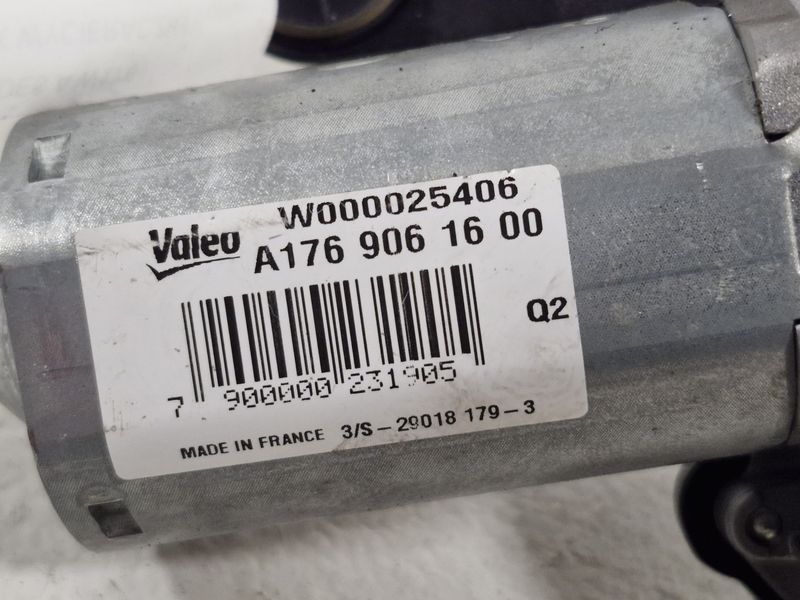 W000025406
Valeo
A176 906 16 00
Q2
7 900000 231905
MADE IN FRANCE 3/S-29018 179-3